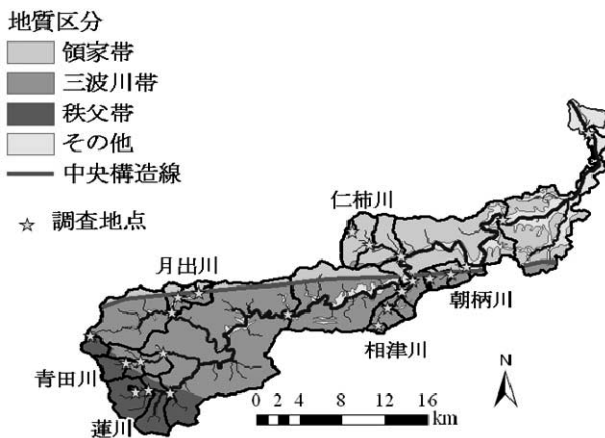 地質区分
領家帯
三波川帯
秩父帯
その他
中央構造線
調査地点
仁柿川
月出川
朝柄川
相津川
青田川
蓮川
N
0 2 4 8 12 16
km